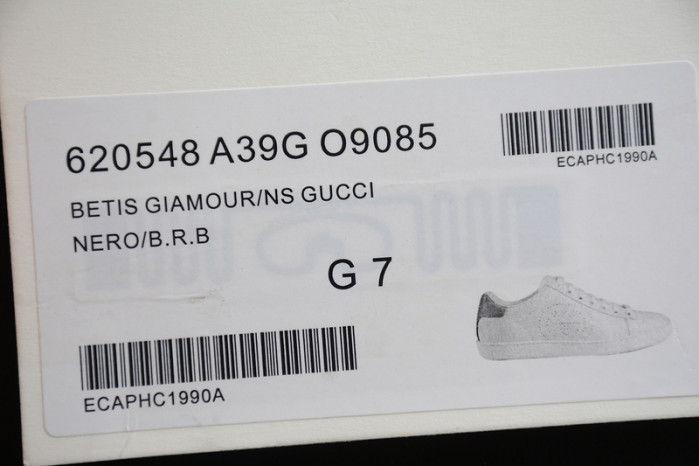 620548 A39G O9085
ECAPHC1990A
BETIS GIAMOUR/NS GUCCI
NERO/B.R.B
G 7
ECAPHC1990A